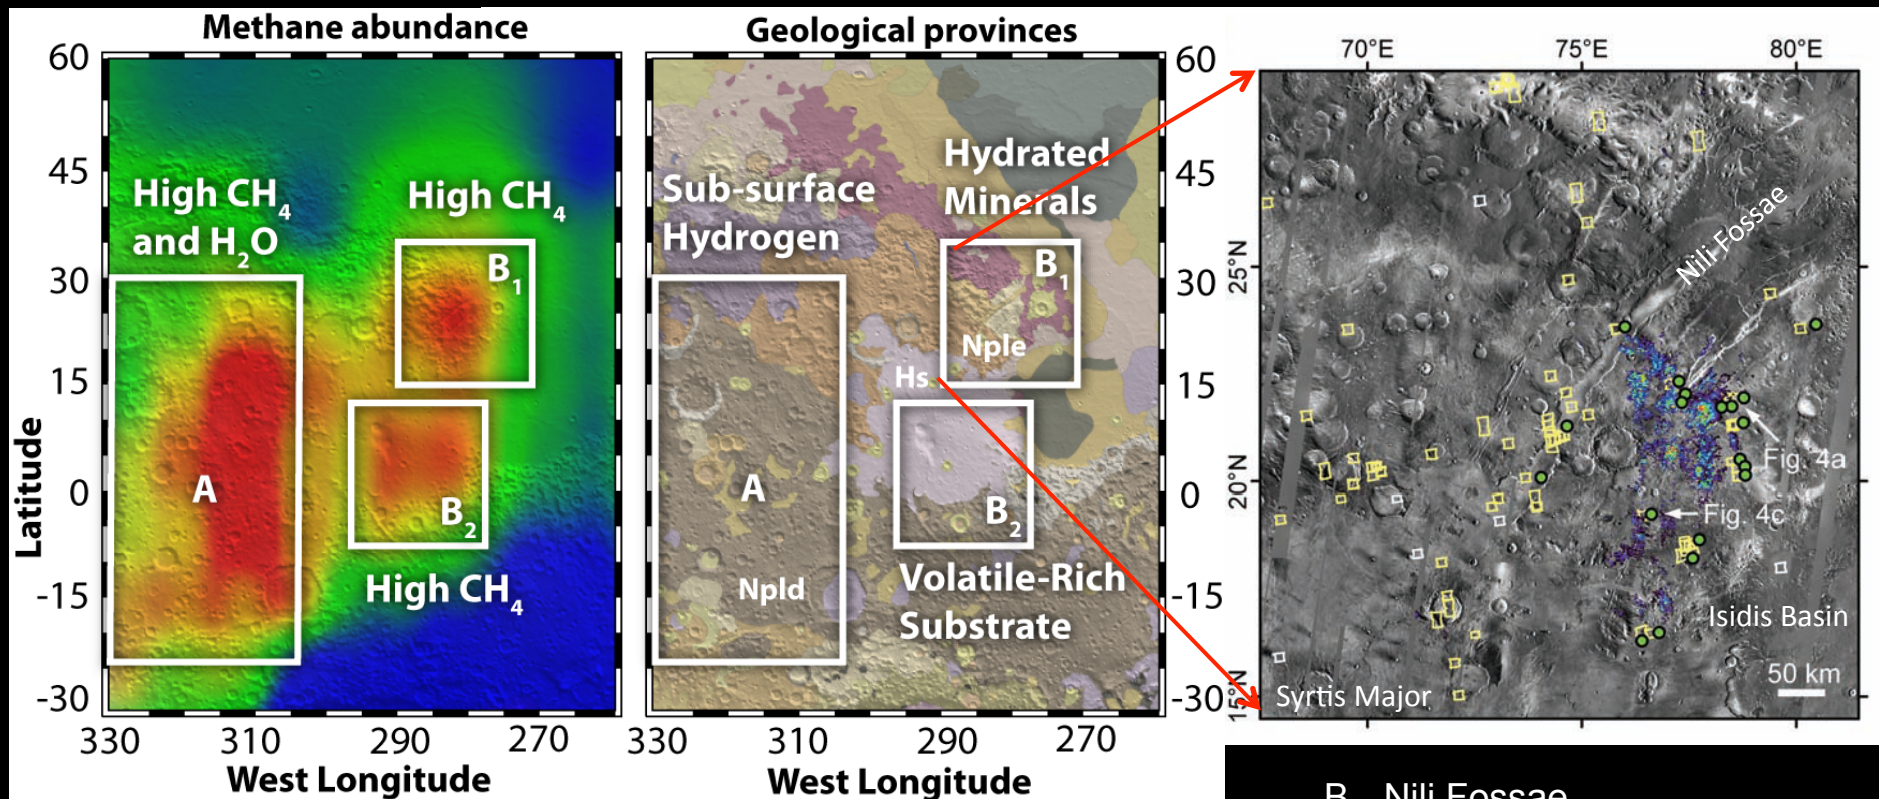 Methane abundance
60
45
30
15
0
-15
-30
Latitude
330
310
290
270
West Longitude
High CH4
and H2O
High CH4
B1
A
B2
High CH4
Geological provinces
60
45
30
15
0
-15
-30
330
310
290
270
West Longitude
Sub-surface
Hydrogen
Hydrated
Minerals
B1
Nple
Hs
A
B2
Npld
Volatile-Rich
Substrate
70°E
75°E
80°E
25°N
20°N
15°N
Nili Fossae
Fig. 4a
Fig. 4c
Isidis Basin
50 km
Syrtis Major
B Nili Fossae